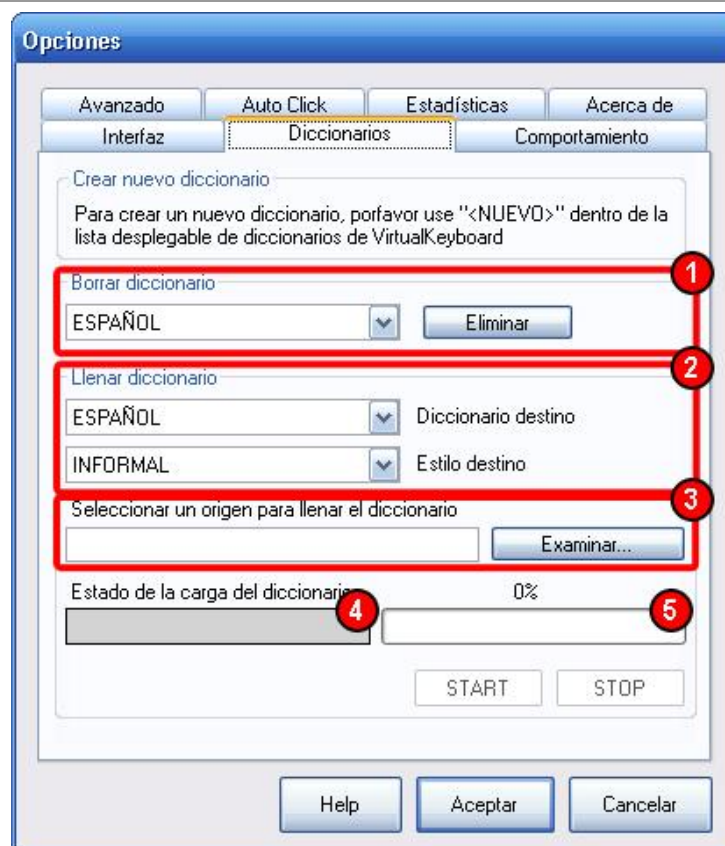 Opciones
Avanzado Auto Click Estadísticas Acerca de
Interfaz Diccionarios Comportamiento
Crear nuevo diccionario
Para crear un nuevo diccionario, porfavor use "<NUEVO>" dentro de la
lista desplegable de diccionarios de VirtualKeyboard
1
Borrar diccionario
ESPAÑOL Eliminar
2
Llenar diccionario
ESPAÑOL Diccionario destino
INFORMAL Estilo destino
3
Seleccionar un origen para llenar el diccionario
Examinar...
Estado de la carga del diccionario 0%
4 5
START STOP
Help Aceptar Cancelar